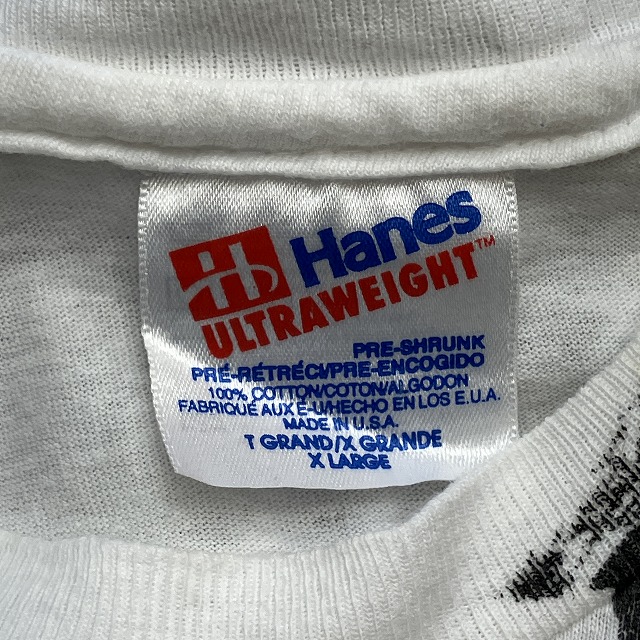 Hanes
ULTRAWEIGHT™
PRE-SHRUNK
PRÉ-RÉTRÉCI/PRE-ENCOGIDO
100% COTTON/COTON/ALGODON
FABRIQUÉ AUX E-U/HECHO EN LOS E.U.A.
MADE IN U.S.A.
T GRAND/X GRANDE
X LARGE